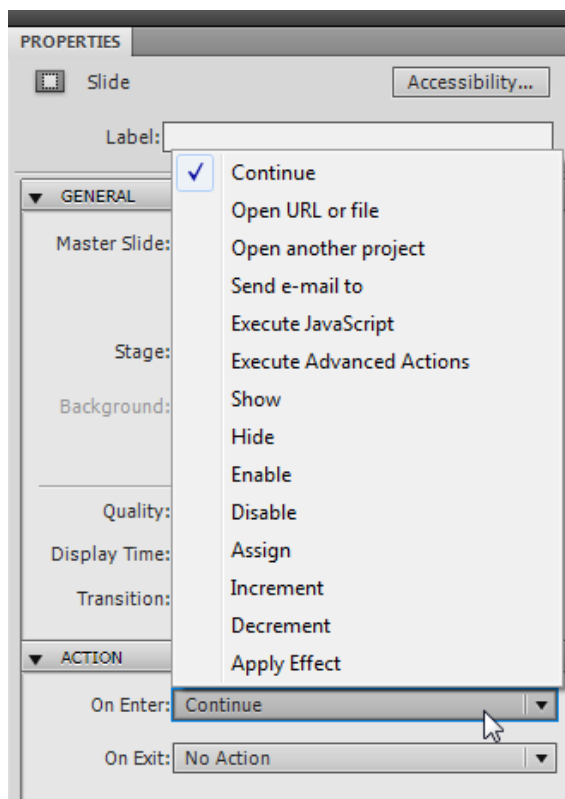 PROPERTIES
Slide
Accessibility...
Label:
Continue
GENERAL
Open URL or file
Master Slide:
Open another project
Send e-mail to
Execute JavaScript
Stage:
Execute Advanced Actions
Show
Background:
Hide
Enable
Quality:
Disable
Display Time:
Assign
Transition:
Increment
Decrement
ACTION
Apply Effect
On Enter: Continue
On Exit: No Action